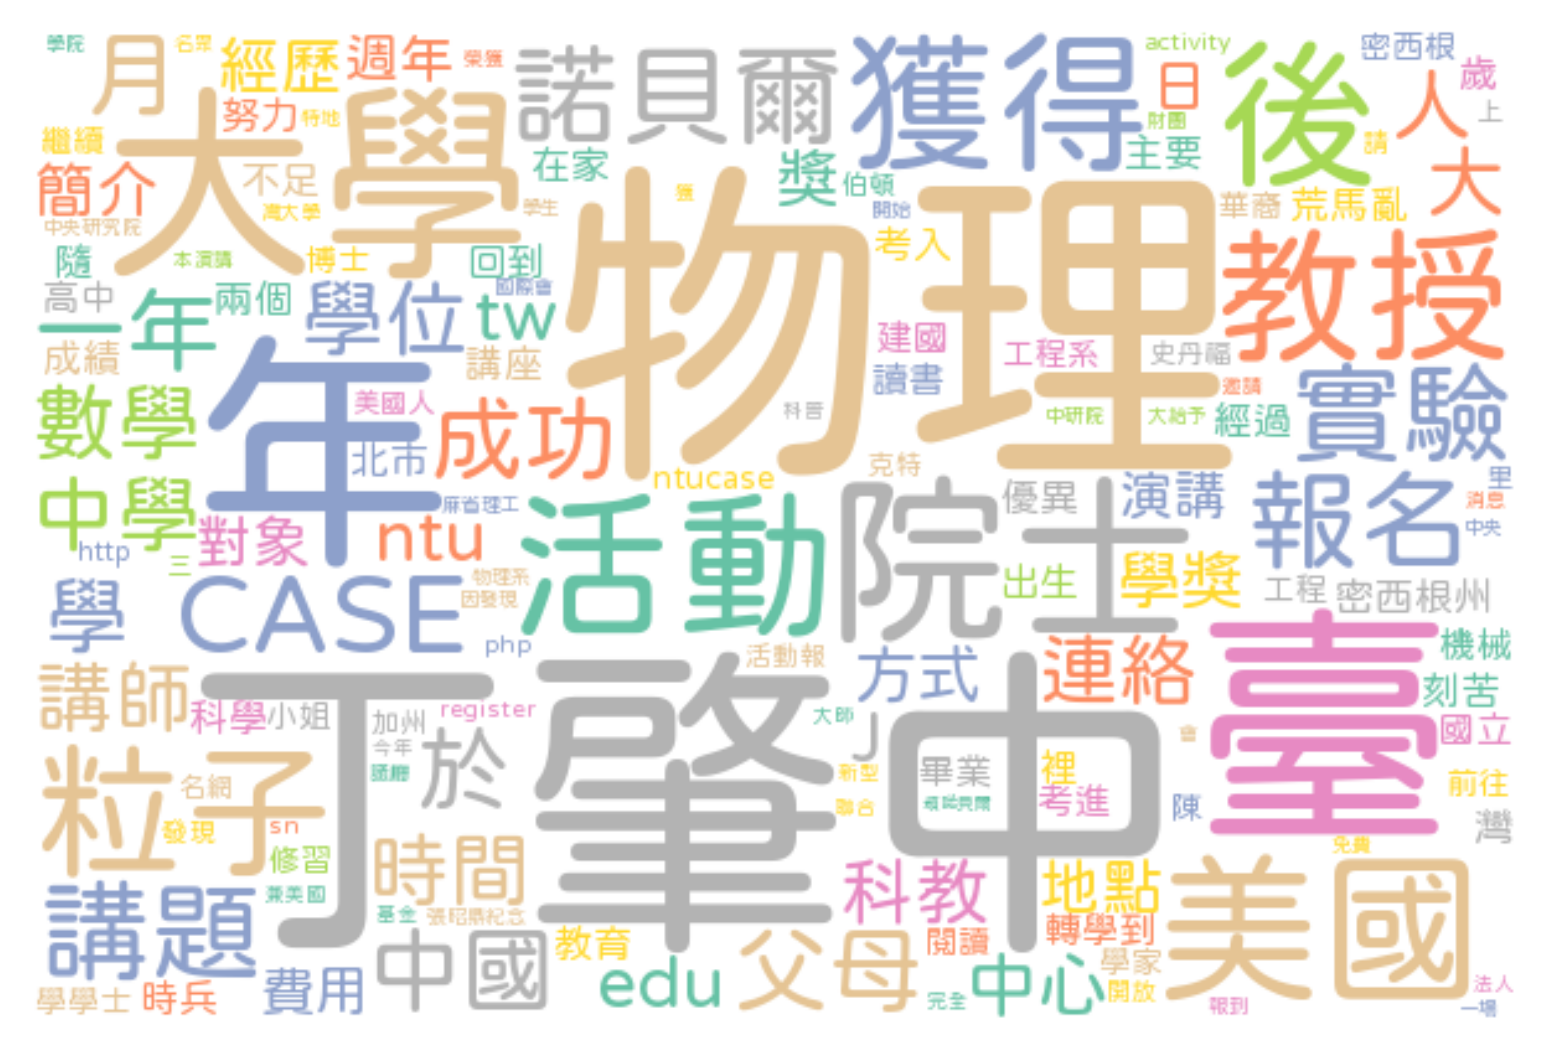 學院
名眾
經歷
週年
榮獲
諾貝爾
獲得
activity
後
密西根
歲
月
努力
特地
大學
日
財團
人
上
繼續
不足
在家
獎
伯頓
主要
請
大
簡介
灣大學
學生
獲
開始
物理
華裔
荒馬亂
中央研究院
本演講
博士
回到
考入
教授
隨
高中
一年
兩個
學位
國際會
tw
建國
工程系
史丹福
成績
講座
讀書
邀請
實驗
數學
年
美國人
成功
科普
中研院
大給予
經過
北市
ntucase
克特
中學
麻省理工
活動
院士
優異
演講
報名
里
消息
中央
http
對象
ntu
三
物理系
因發現
出生
學獎
工程
密西根州
學
CASE
php
活動報
方式
連絡
臺
機械
刻苦
講師
科學
小姐
丁肇中
加州
register
今年
於
大師
J
會
國立
粒子
名網
新型
畢業
裡
前往
聯合
考進
陳
灣
發現
sn
修習
時間
免費
講題
兼美國
基金
張昭鼎紀念
科教
地點
美國
中國
教育
閱讀
轉學到
父母
學家
學學士
時兵
費用
edu
完全
中心
開放
報到
法人
一場